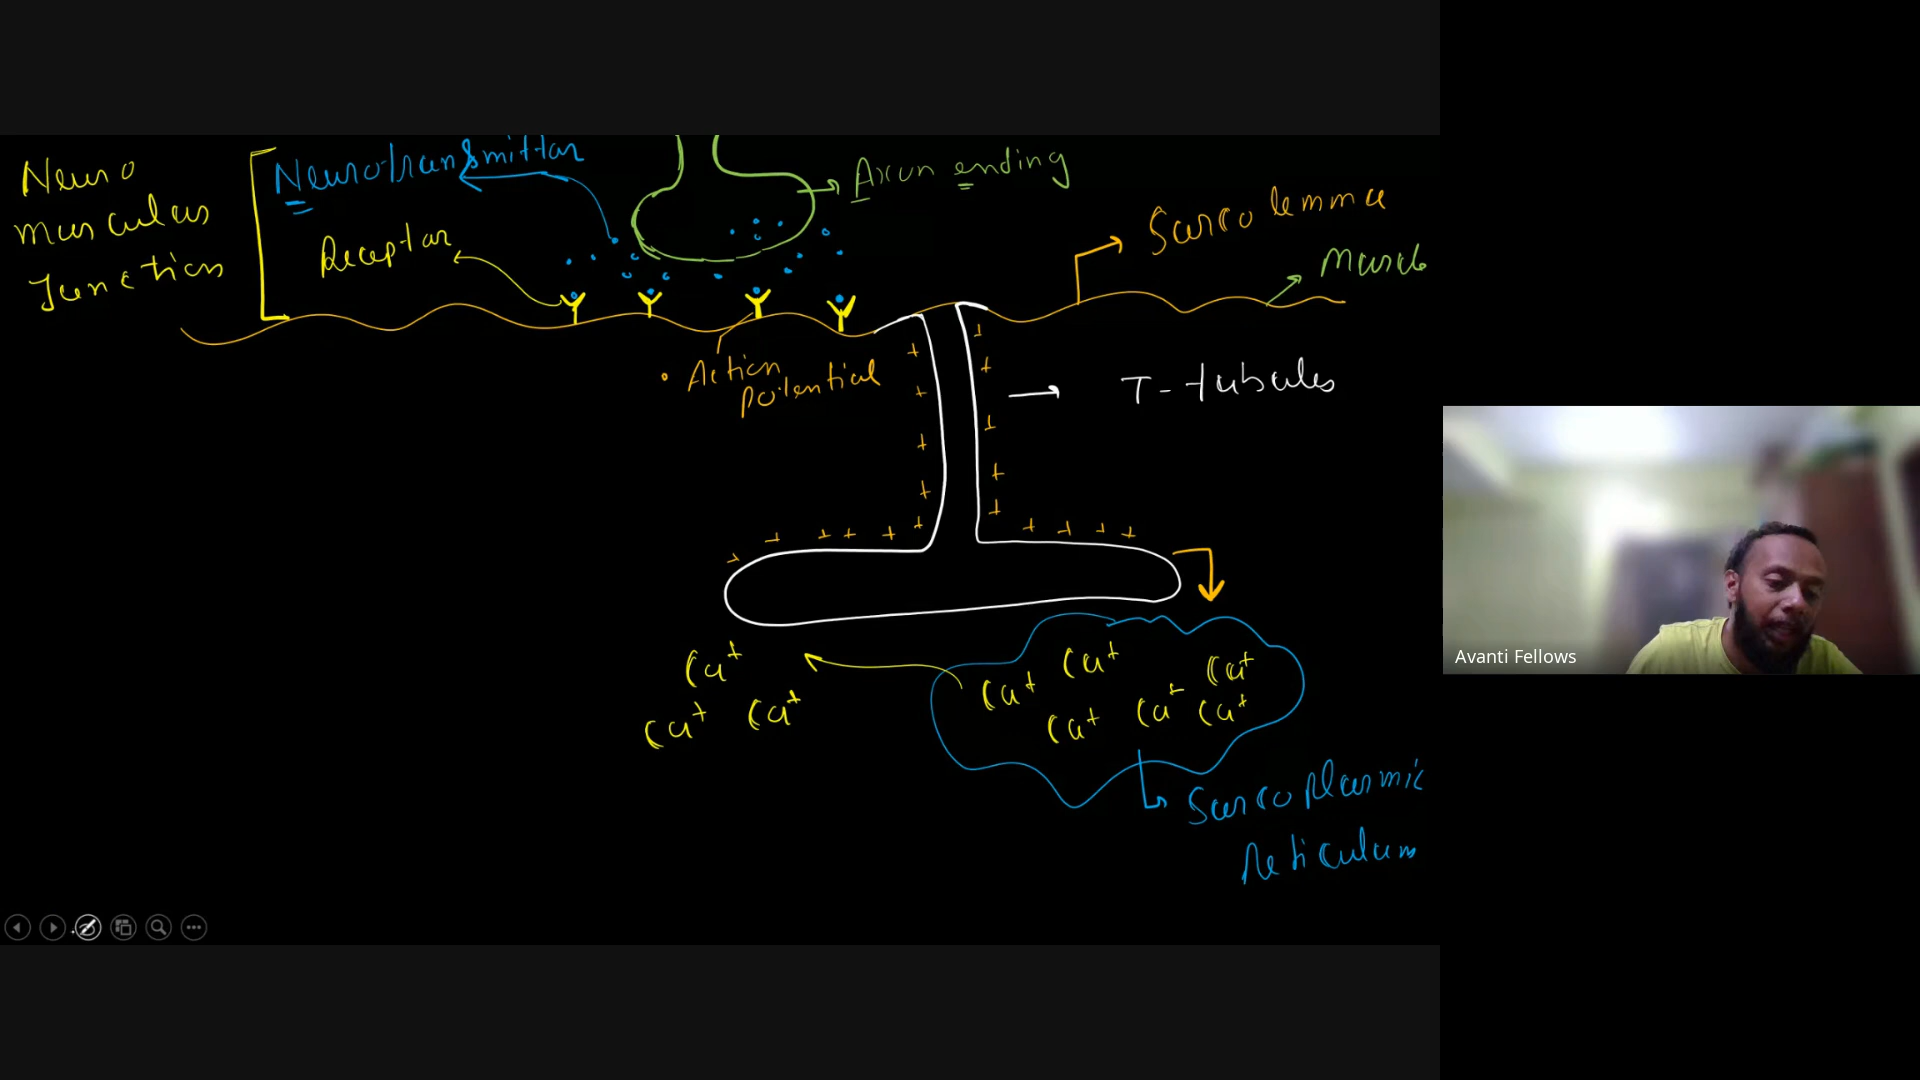 Neuro
muscular
Junction
Neurotransmittor
Receptor
Axon ending
Sarcolemma
Muscle
• Action
potential
T-tubules
Ca+ Ca+ Ca+
Ca+ Ca+ Ca+ Ca+ Ca+ Ca+
Sarcoplasmic
Reticulum
Avanti Fellows